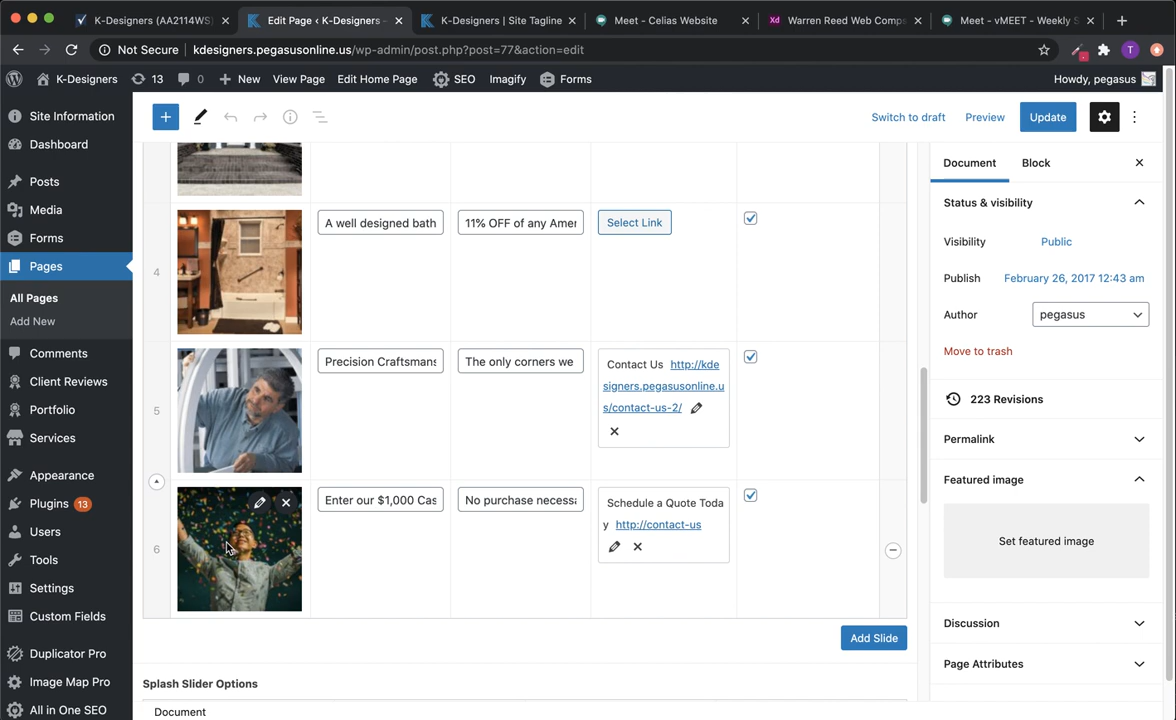 K-Designers (AA2114WS)
Edit Page ‹ K-Designers -
K-Designers | Site Tagline
Meet - Celias Website
Warren Reed Web Comps
Meet - vMEET - Weekly S
Not Secure
kdesigners.pegasusonline.us/wp-admin/post.php?post=77&action=edit
T
K-Designers
13
0
New
View Page
Edit Home Page
SEO
Imagify
Forms
Howdy, pegasus
Site Information
Dashboard
Posts
Media
Forms
Pages
All Pages
Add New
Comments
Client Reviews
Portfolio
Services
Appearance
Plugins 13
Users
Tools
Settings
Custom Fields
Duplicator Pro
Image Map Pro
All in One SEO
Switch to draft
Preview
Update
4
A well designed bath
11% OFF of any Amer
Select Link
5
Precision Craftsmans
The only corners we
Contact Us http://kde
signers.pegasusonline.u
s/contact-us-2/
6
Enter our $1,000 Cas
No purchase necessa
Schedule a Quote Toda
y http://contact-us
Add Slide
Splash Slider Options
Document
Document
Block
Status & visibility
Visibility
Public
Publish
February 26, 2017 12:43 am
Author
pegasus
Move to trash
223 Revisions
Permalink
Featured image
Set featured image
Discussion
Page Attributes